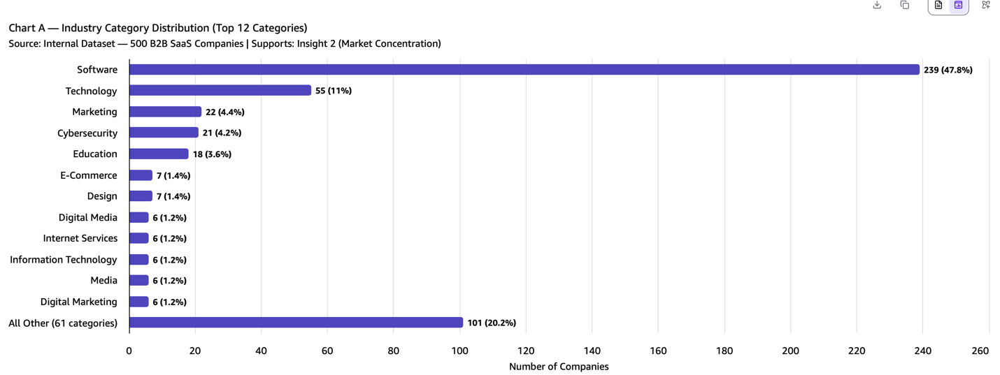 Chart A — Industry Category Distribution (Top 12 Categories)
Source: Internal Dataset — 500 B2B SaaS Companies | Supports: Insight 2 (Market Concentration)
Software 239 (47.8%)
Technology 55 (11%)
Marketing 22 (4.4%)
Cybersecurity 21 (4.2%)
Education 18 (3.6%)
E-Commerce 7 (1.4%)
Design 7 (1.4%)
Digital Media 6 (1.2%)
Internet Services 6 (1.2%)
Information Technology 6 (1.2%)
Media 6 (1.2%)
Digital Marketing 6 (1.2%)
All Other (61 categories) 101 (20.2%)
0 20 40 60 80 100 120 140 160 180 200 220 240 260
Number of Companies